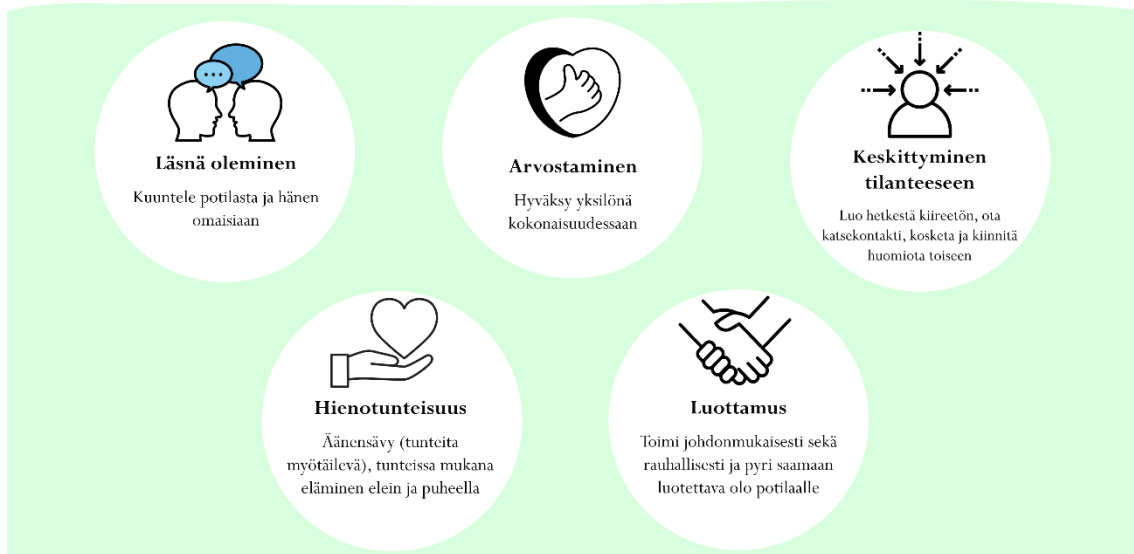 Läsnä oleminen
Kuuntele potilasta ja hänen
omaisiaan
Arvostaminen
Hyväksy yksilönä
kokonaisuudessaan
Keskittyminen
tilanteeseen
Luo hetkestä kiireetön, ota
katsekontakti, kosketa ja kiinnitä
huomiota toiseen
Hienotunteisuus
Äänensävy (tunteita
myötäilevä), tunteissa mukana
eläminen elein ja puheella
Luottamus
Toimi johdonmukaisesti sekä
rauhallisesti ja pyri saamaan
luotettava olo potilaalle